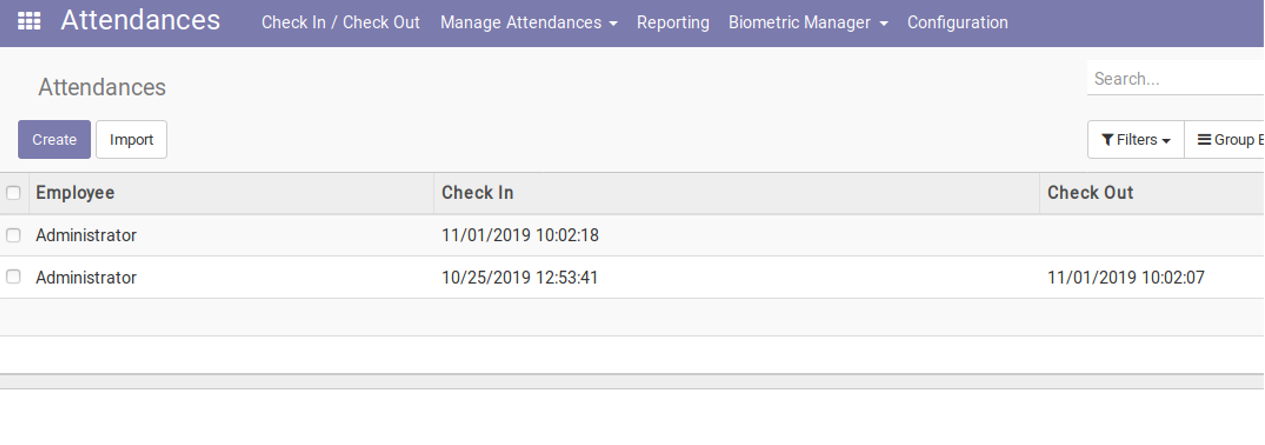 Attendances Check In / Check Out Manage Attendances Reporting Biometric Manager Configuration
Attendances
Search...
Create Import Filters Group
Employee Check In Check Out
Administrator 11/01/2019 10:02:18
Administrator 10/25/2019 12:53:41 11/01/2019 10:02:07